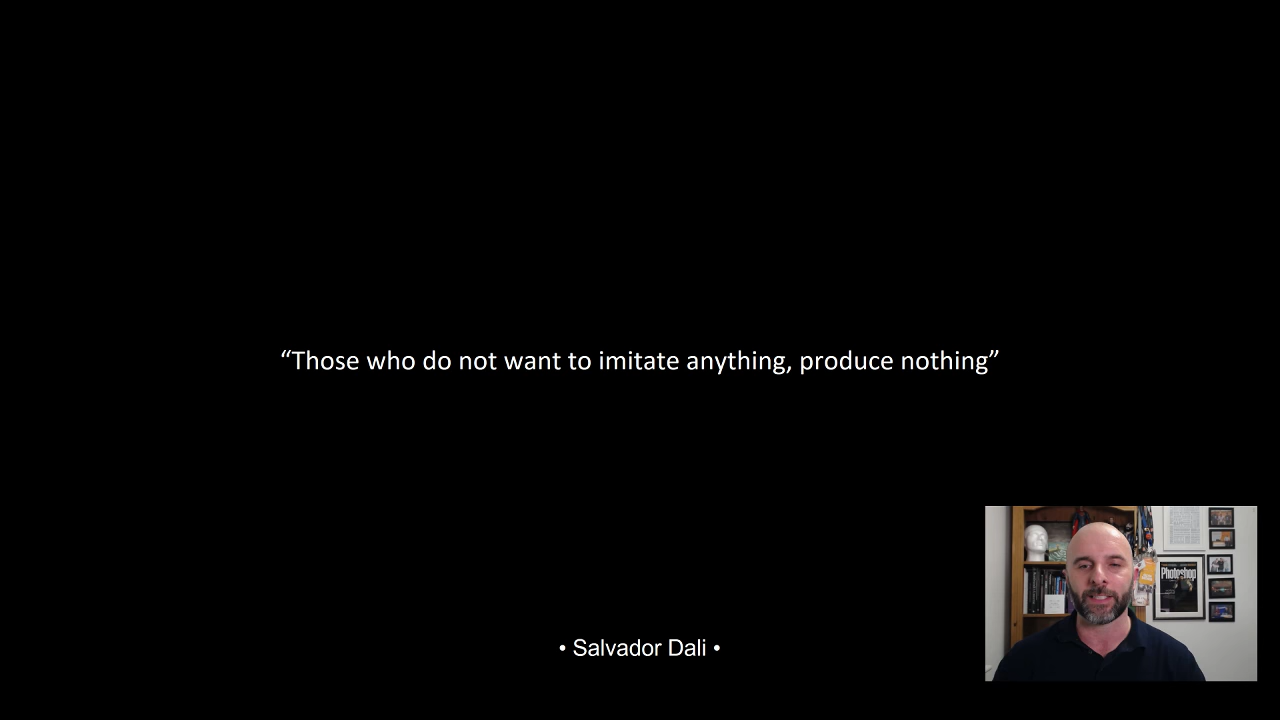 “Those who do not want to imitate anything, produce nothing”
• Salvador Dali •
Photoshop